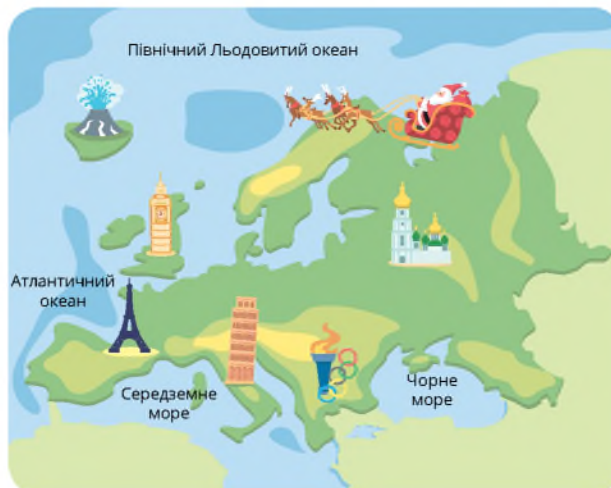 Північний Льодовитий океан
Атлантичний
океан
Середземне
море
Чорне
море